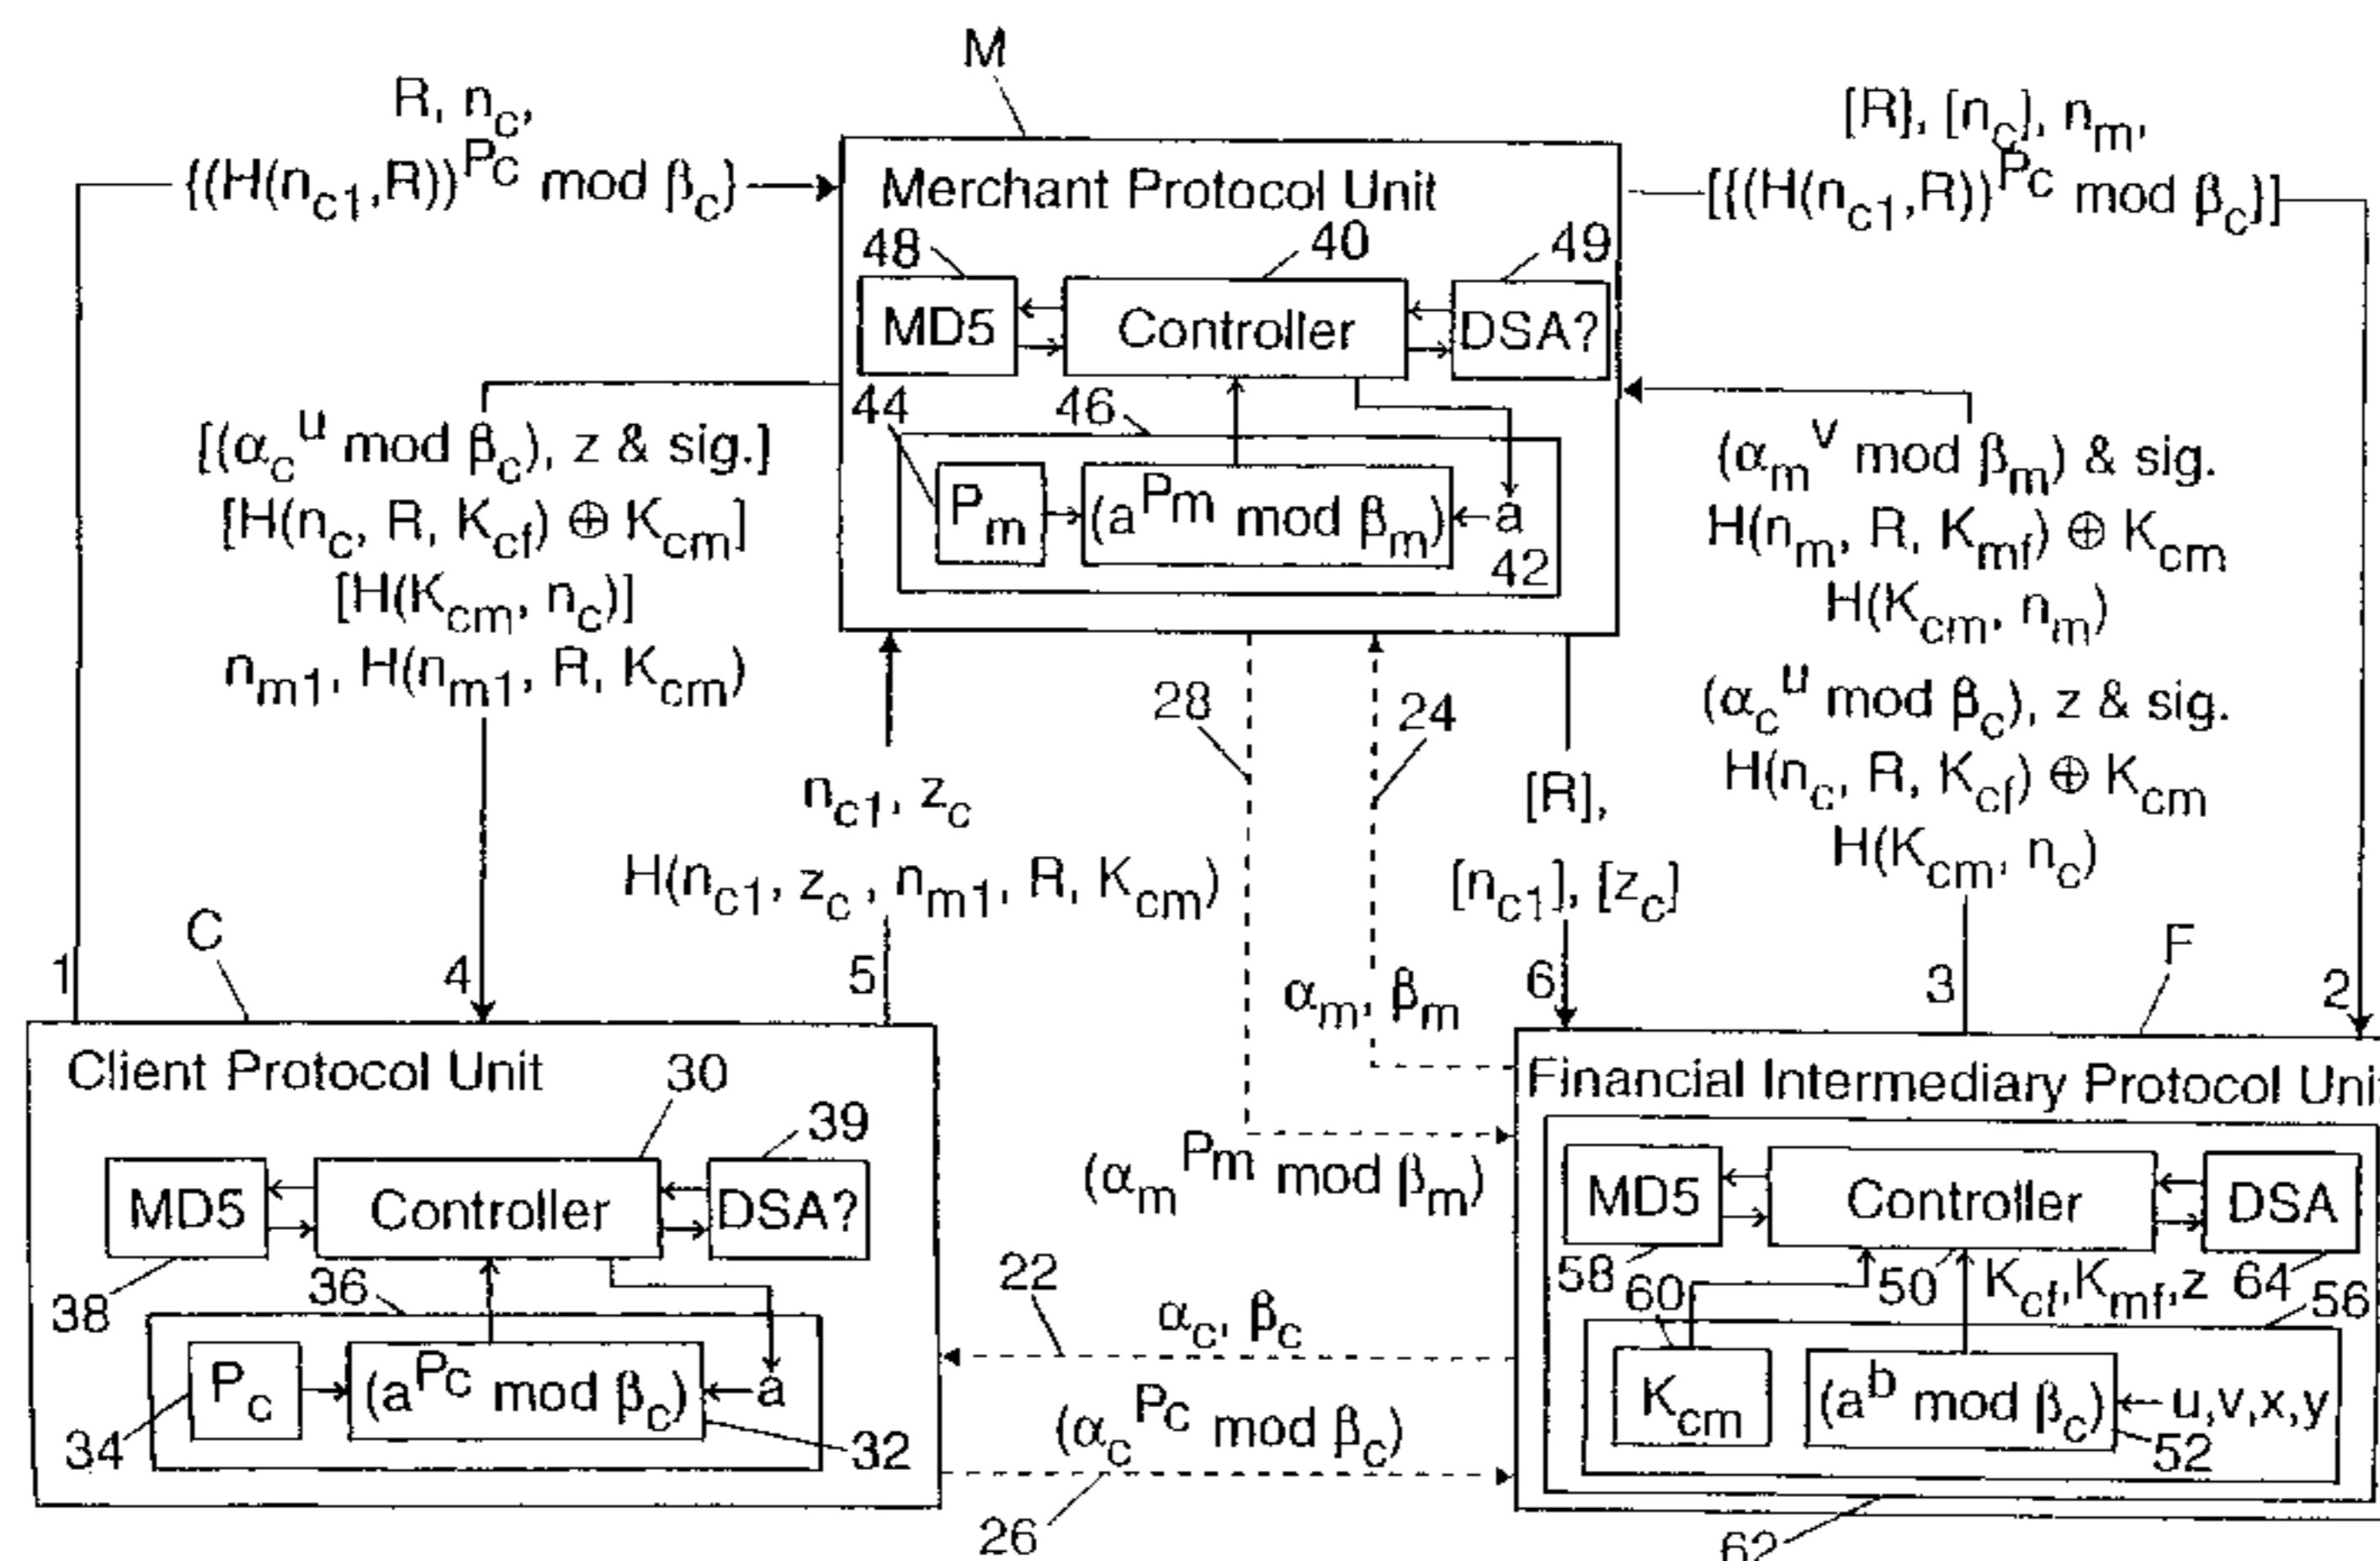 M
R, n_c,
{((H(n_c1,R))^Pc mod β_c}
[R], [n_c], n_m,
[{((H(n_c1,R))^Pc mod β_c}]
Merchant Protocol Unit
48
40
49
MD5
Controller
DSA?
44
46
P_m
(a^Pm mod β_m)
a
42
[(α_c^u mod β_c), z & sig.]
[H(n_c, R, K_cf) ⊕ K_cm]
[H(K_cm, n_c)]
n_m1, H(n_m1, R, K_cm)
(α_m^v mod β_m) & sig.
H(n_m, R, K_mf) ⊕ K_cm
H(K_cm, n_m)
(α_c^u mod β_c), z & sig.
H(n_c, R, K_cf) ⊕ K_cm
H(K_cm, n_c)
28
24
n_c1, z_c
H(n_c1, z_c, n_m1, R, K_cm)
[R],
[n_c1], [z_c]
C
F
1
4
5
6
3
2
α_m, β_m
Client Protocol Unit
30
39
MD5
Controller
DSA?
38
36
P_c
(a^Pc mod β_c)
a
34
32
(α_m^Pm mod β_m)
22
α_c, β_c
(α_c^Pc mod β_c)
26
Financial Intermediary Protocol Uni
MD5
Controller
DSA
58
60
50
K_cf,K_mf,z
64
56
K_cm
(a^b mod β_c)
u,v,x,y
52
62